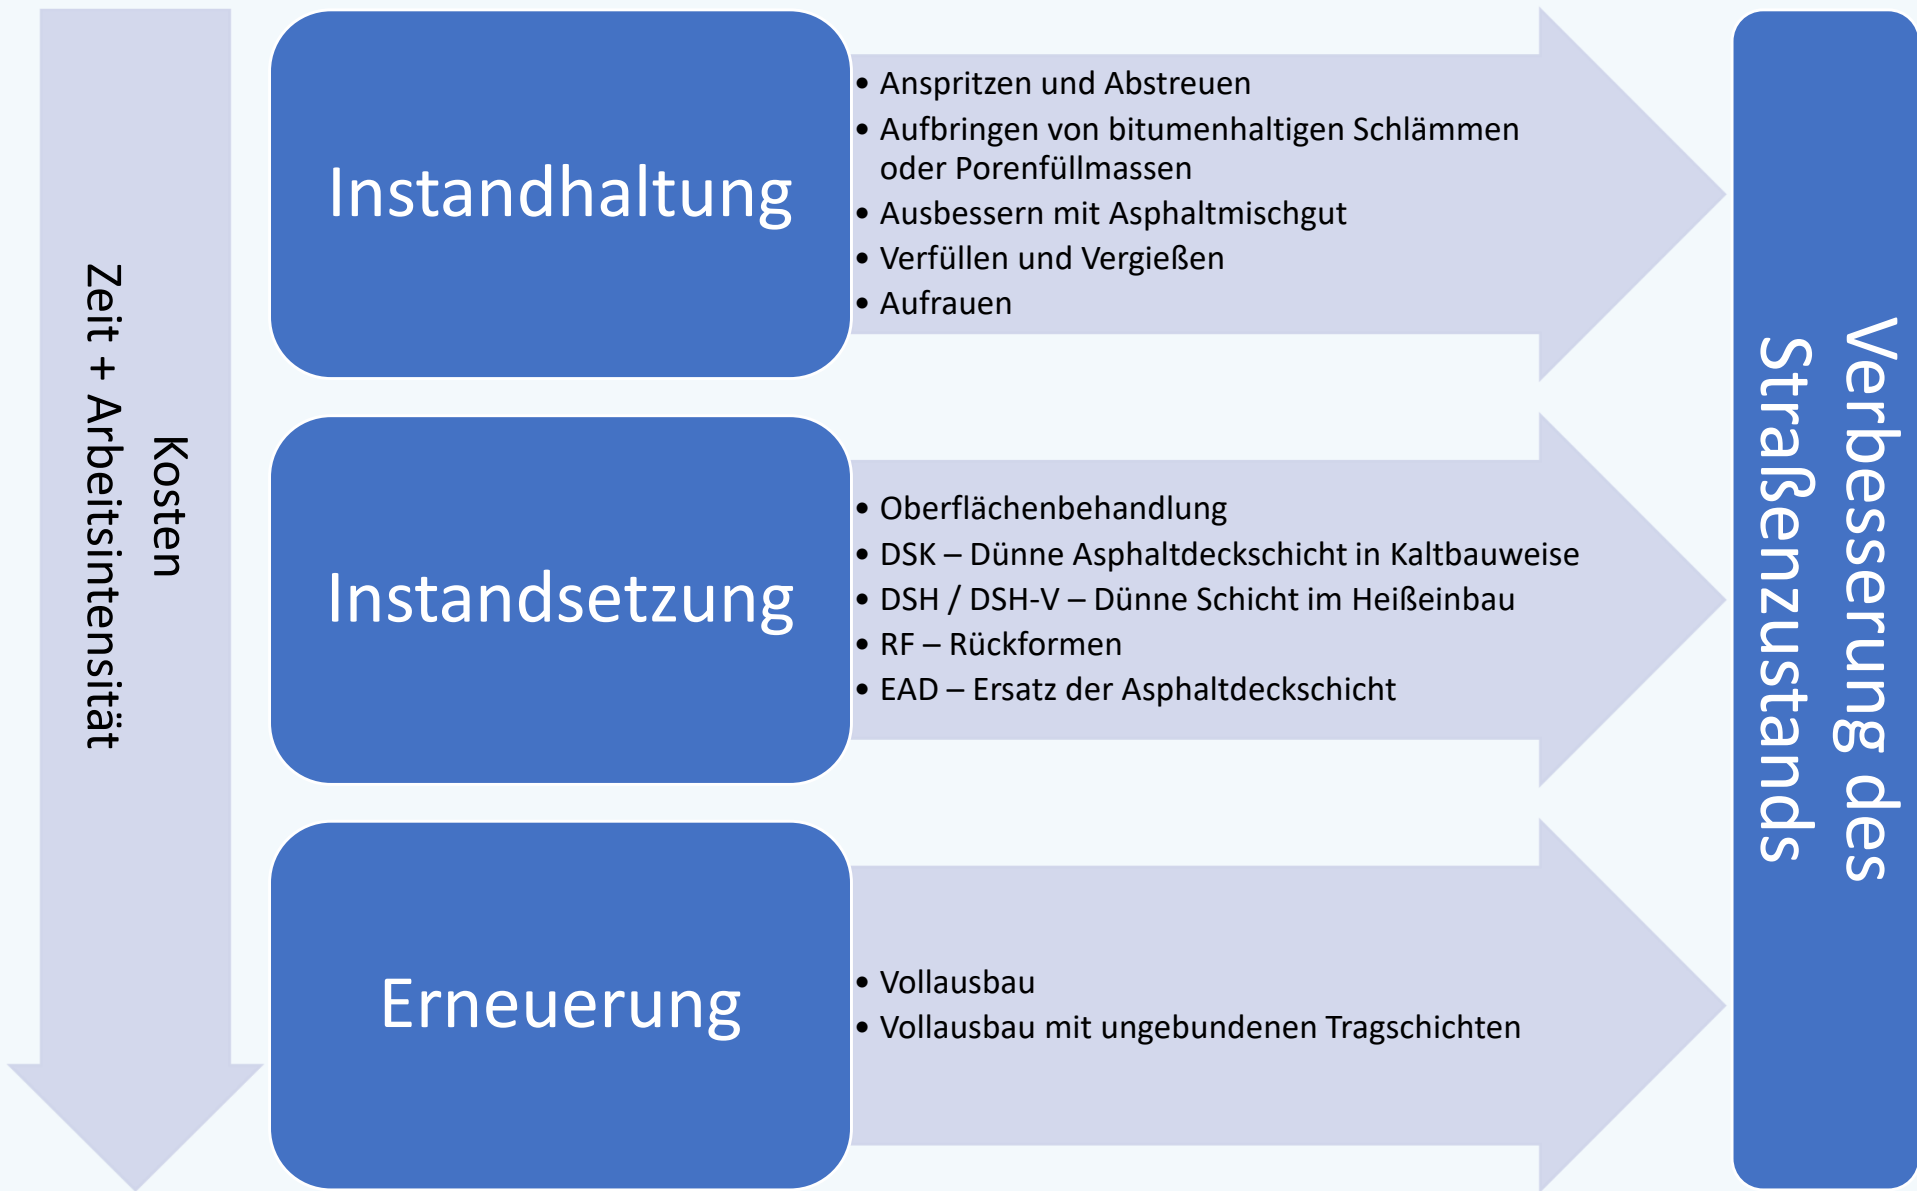 Kosten
Zeit + Arbeitsintensität
Instandhaltung
• Anspritzen und Abstreuen
• Aufbringen von bitumenhaltigen Schlämmen
oder Porenfüllmassen
• Ausbessern mit Asphaltmischgut
• Verfüllen und Vergießen
• Aufrauen
Instandsetzung
• Oberflächenbehandlung
• DSK – Dünne Asphaltdeckschicht in Kaltbauweise
• DSH / DSH-V – Dünne Schicht im Heißeinbau
• RF – Rückformen
• EAD – Ersatz der Asphaltdeckschicht
Erneuerung
• Vollausbau
• Vollausbau mit ungebundenen Tragschichten
Verbesserung des
Straßenzustands